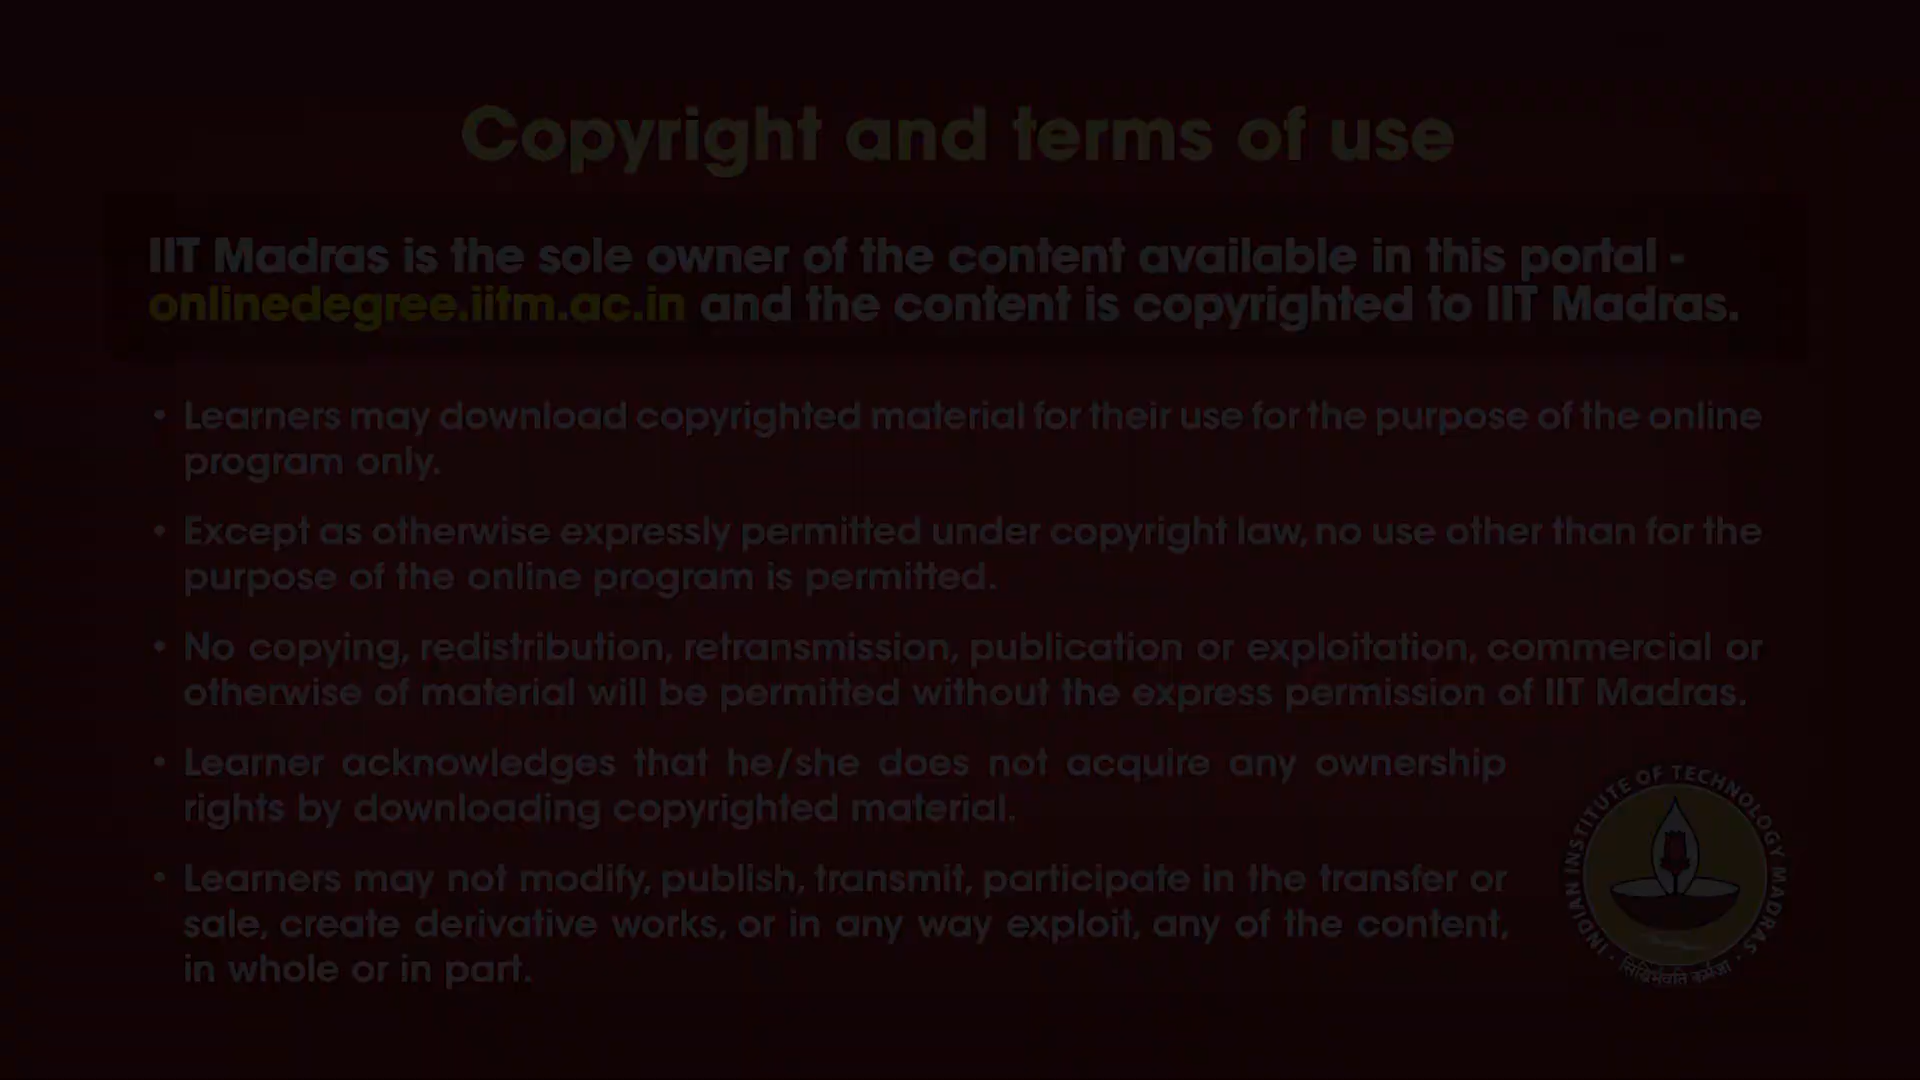 Copyright and terms of use
IIT Madras is the sole owner of the content available in this portal -
onlinedegree.iitm.ac.in and the content is copyrighted to IIT Madras.
• Learners may download copyrighted material for their use for the purpose of the online
program only.
• Except as otherwise expressly permitted under copyright law, no use other than for the
purpose of the online program is permitted.
• No copying, redistribution, retransmission, publication or exploitation, commercial or
otherwise of material will be permitted without the express permission of IIT Madras.
• Learner acknowledges that he/she does not acquire any ownership
rights by downloading copyrighted material.
• Learners may not modify, publish, transmit, participate in the transfer or
sale, create derivative works, or in any way exploit, any of the content,
in whole or in part.
INDIAN INSTITUTE OF TECHNOLOGY MADRAS